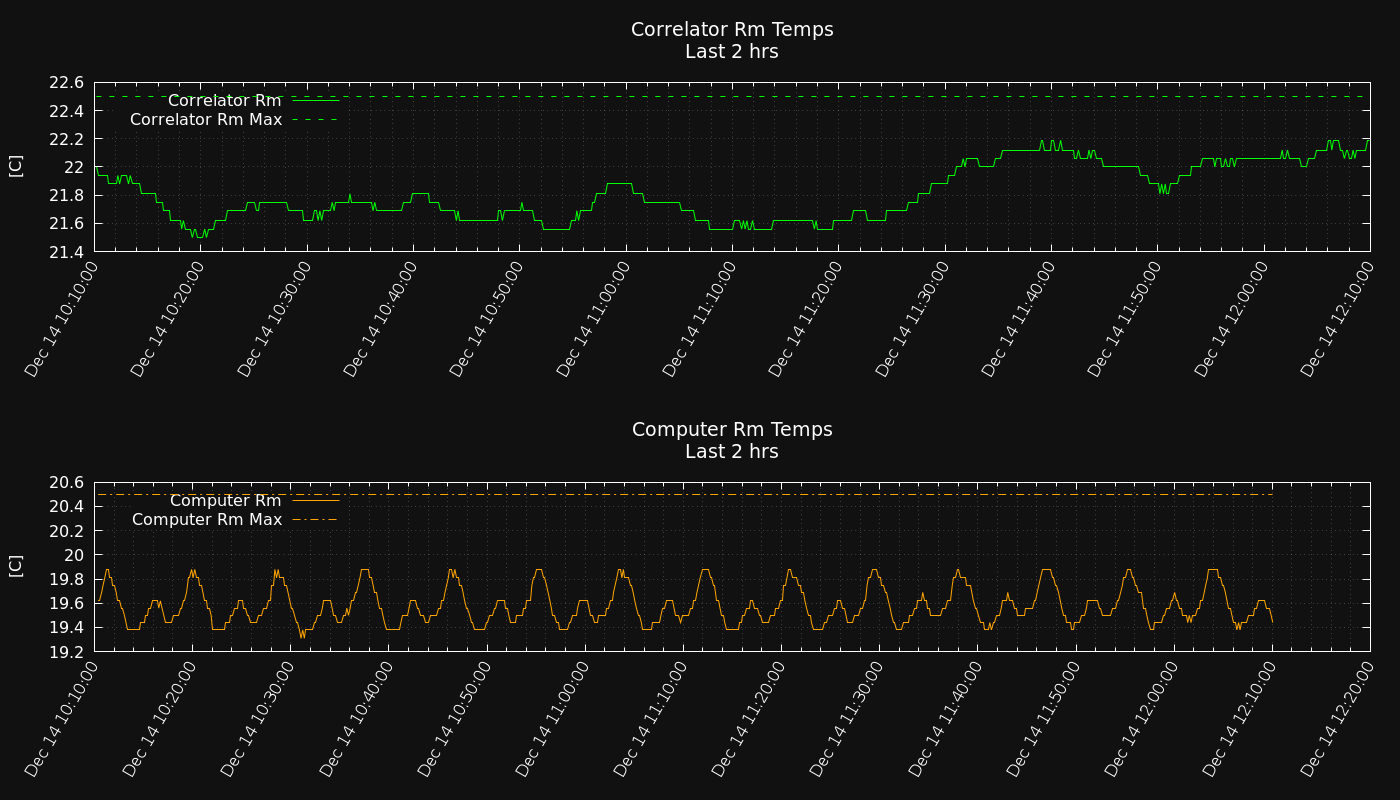 Correlator Rm Temps
Last 2 hrs
[C]
22.6
22.4
22.2
22
21.8
21.6
21.4
Correlator Rm
Correlator Rm Max
Dec 14 10:10:00
Dec 14 10:20:00
Dec 14 10:30:00
Dec 14 10:40:00
Dec 14 10:50:00
Dec 14 11:00:00
Dec 14 11:10:00
Dec 14 11:20:00
Dec 14 11:30:00
Dec 14 11:40:00
Dec 14 11:50:00
Dec 14 12:00:00
Dec 14 12:10:00
Computer Rm Temps
Last 2 hrs
[C]
20.6
20.4
20.2
20
19.8
19.6
19.4
19.2
Computer Rm
Computer Rm Max
Dec 14 10:10:00
Dec 14 10:20:00
Dec 14 10:30:00
Dec 14 10:40:00
Dec 14 10:50:00
Dec 14 11:00:00
Dec 14 11:10:00
Dec 14 11:20:00
Dec 14 11:30:00
Dec 14 11:40:00
Dec 14 11:50:00
Dec 14 12:00:00
Dec 14 12:10:00
Dec 14 12:20:00